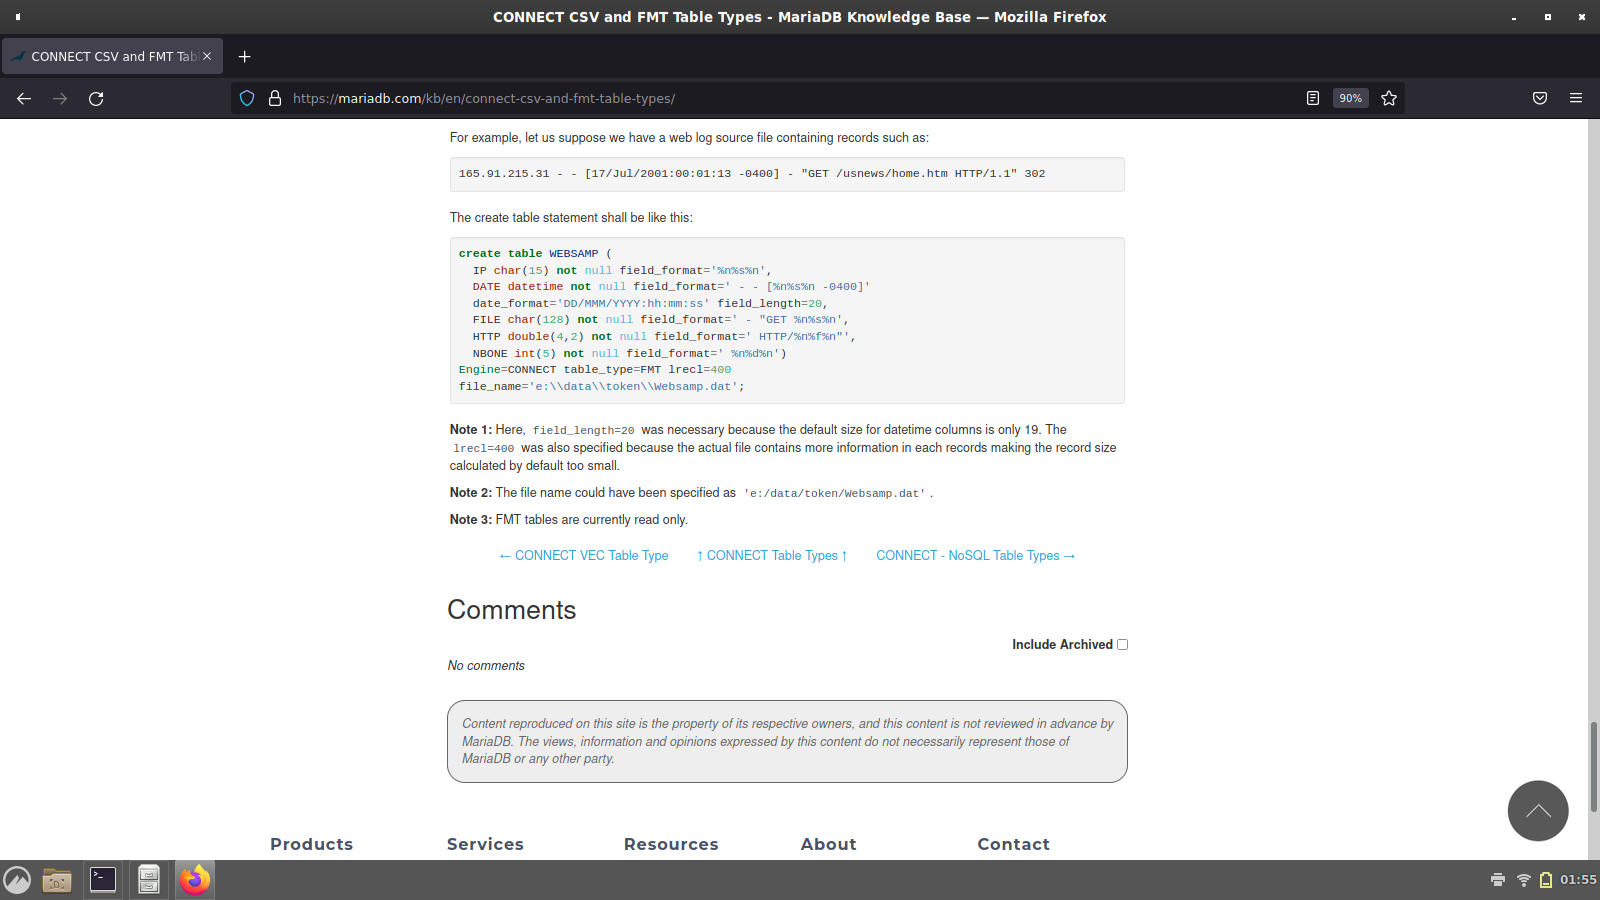 CONNECT CSV and FMT Table Types - MariaDB Knowledge Base — Mozilla Firefox
CONNECT CSV and FMT Tab
https://mariadb.com/kb/en/connect-csv-and-fmt-table-types/
90%
For example, let us suppose we have a web log source file containing records such as:
165.91.215.31 - - [17/Jul/2001:00:01:13 -0400] - "GET /usnews/home.htm HTTP/1.1" 302
The create table statement shall be like this:
create table WEBSAMP (
  IP char(15) not null field_format='%n%s%n',
  DATE datetime not null field_format=' - - [%n%s%n -0400]'
  date_format='DD/MMM/YYYY:hh:mm:ss' field_length=20,
  FILE char(128) not null field_format=' - "GET %n%s%n',
  HTTP double(4,2) not null field_format=' HTTP/%n%f%n"',
  NBONE int(5) not null field_format=' %n%d%n')
Engine=CONNECT table_type=FMT lrecl=400
file_name='e:\\data\\token\\Websamp.dat';
Note 1: Here, field_length=20 was necessary because the default size for datetime columns is only 19. The
lrecl=400 was also specified because the actual file contains more information in each records making the record size
calculated by default too small.
Note 2: The file name could have been specified as 'e:/data/token/Websamp.dat' .
Note 3: FMT tables are currently read only.
← CONNECT VEC Table Type ↑ CONNECT Table Types ↑ CONNECT - NoSQL Table Types →
Comments
Include Archived
No comments
Content reproduced on this site is the property of its respective owners, and this content is not reviewed in advance by
MariaDB. The views, information and opinions expressed by this content do not necessarily represent those of
MariaDB or any other party.
Products Services Resources About Contact
01:55